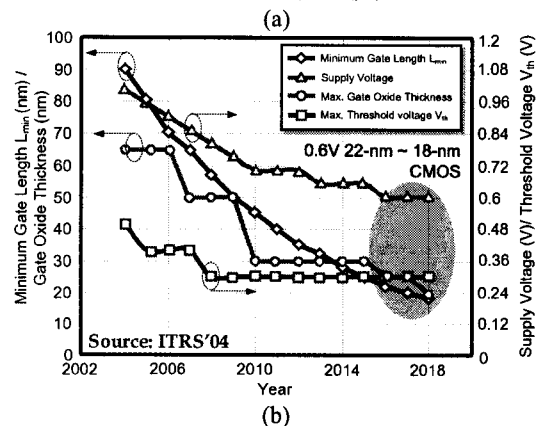 (a)
100
90
80
70
60
50
40
30
20
10
0
Minimum Gate Length Lmin (nm) /
Gate Oxide Thickness (nm)
Minimum Gate Length Lmin
Supply Voltage
Max. Gate Oxide Thickness
Max. Threshold voltage Vth
0.6V 22-nm ~ 18-nm
CMOS
1.2
1.08
0.96
0.84
0.72
0.6
0.48
0.36
0.24
0.12
0
Supply Voltage (V)/ Threshold Voltage Vth (V)
Source: ITRS'04
2002 2006 2010 2014 2018
Year
(b)